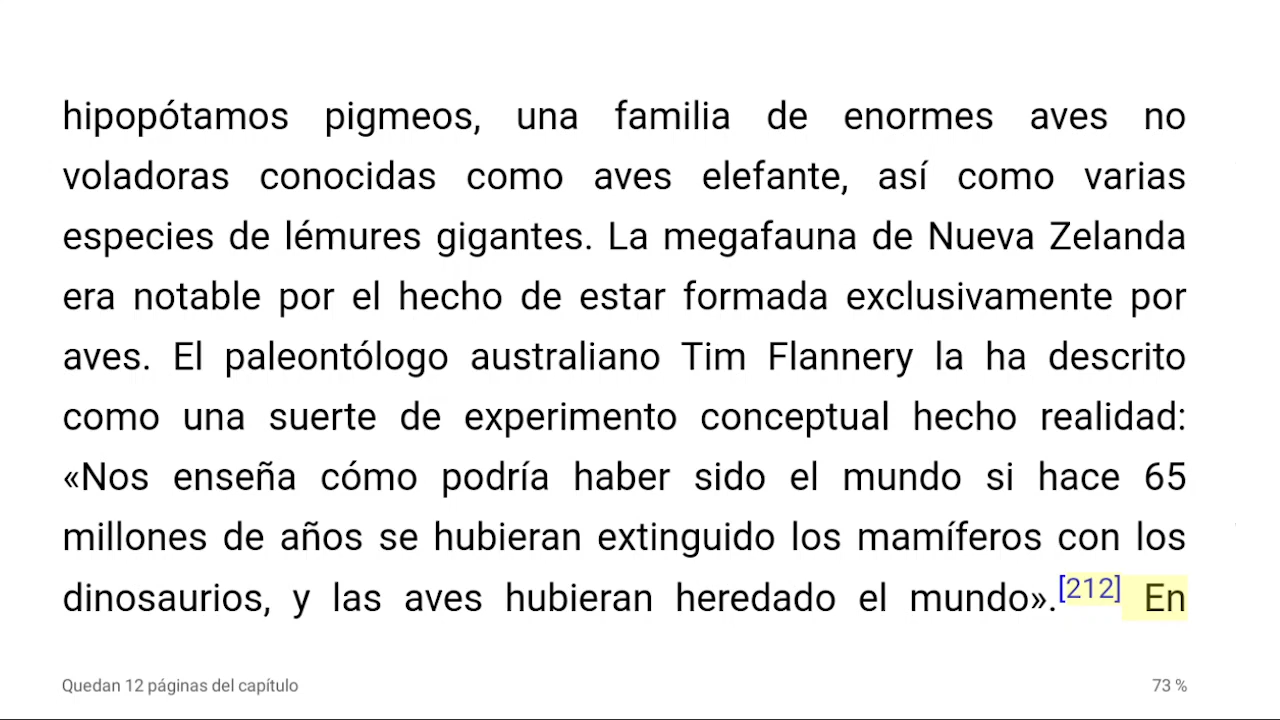 hipopótamos pigmeos, una familia de enormes aves no
voladoras conocidas como aves elefante, así como varias
especies de lémures gigantes. La megafauna de Nueva Zelanda
era notable por el hecho de estar formada exclusivamente por
aves. El paleontólogo australiano Tim Flannery la ha descrito
como una suerte de experimento conceptual hecho realidad:
«Nos enseña cómo podría haber sido el mundo si hace 65
millones de años se hubieran extinguido los mamíferos con los
dinosaurios, y las aves hubieran heredado el mundo».[212] En
Quedan 12 páginas del capítulo 73 %